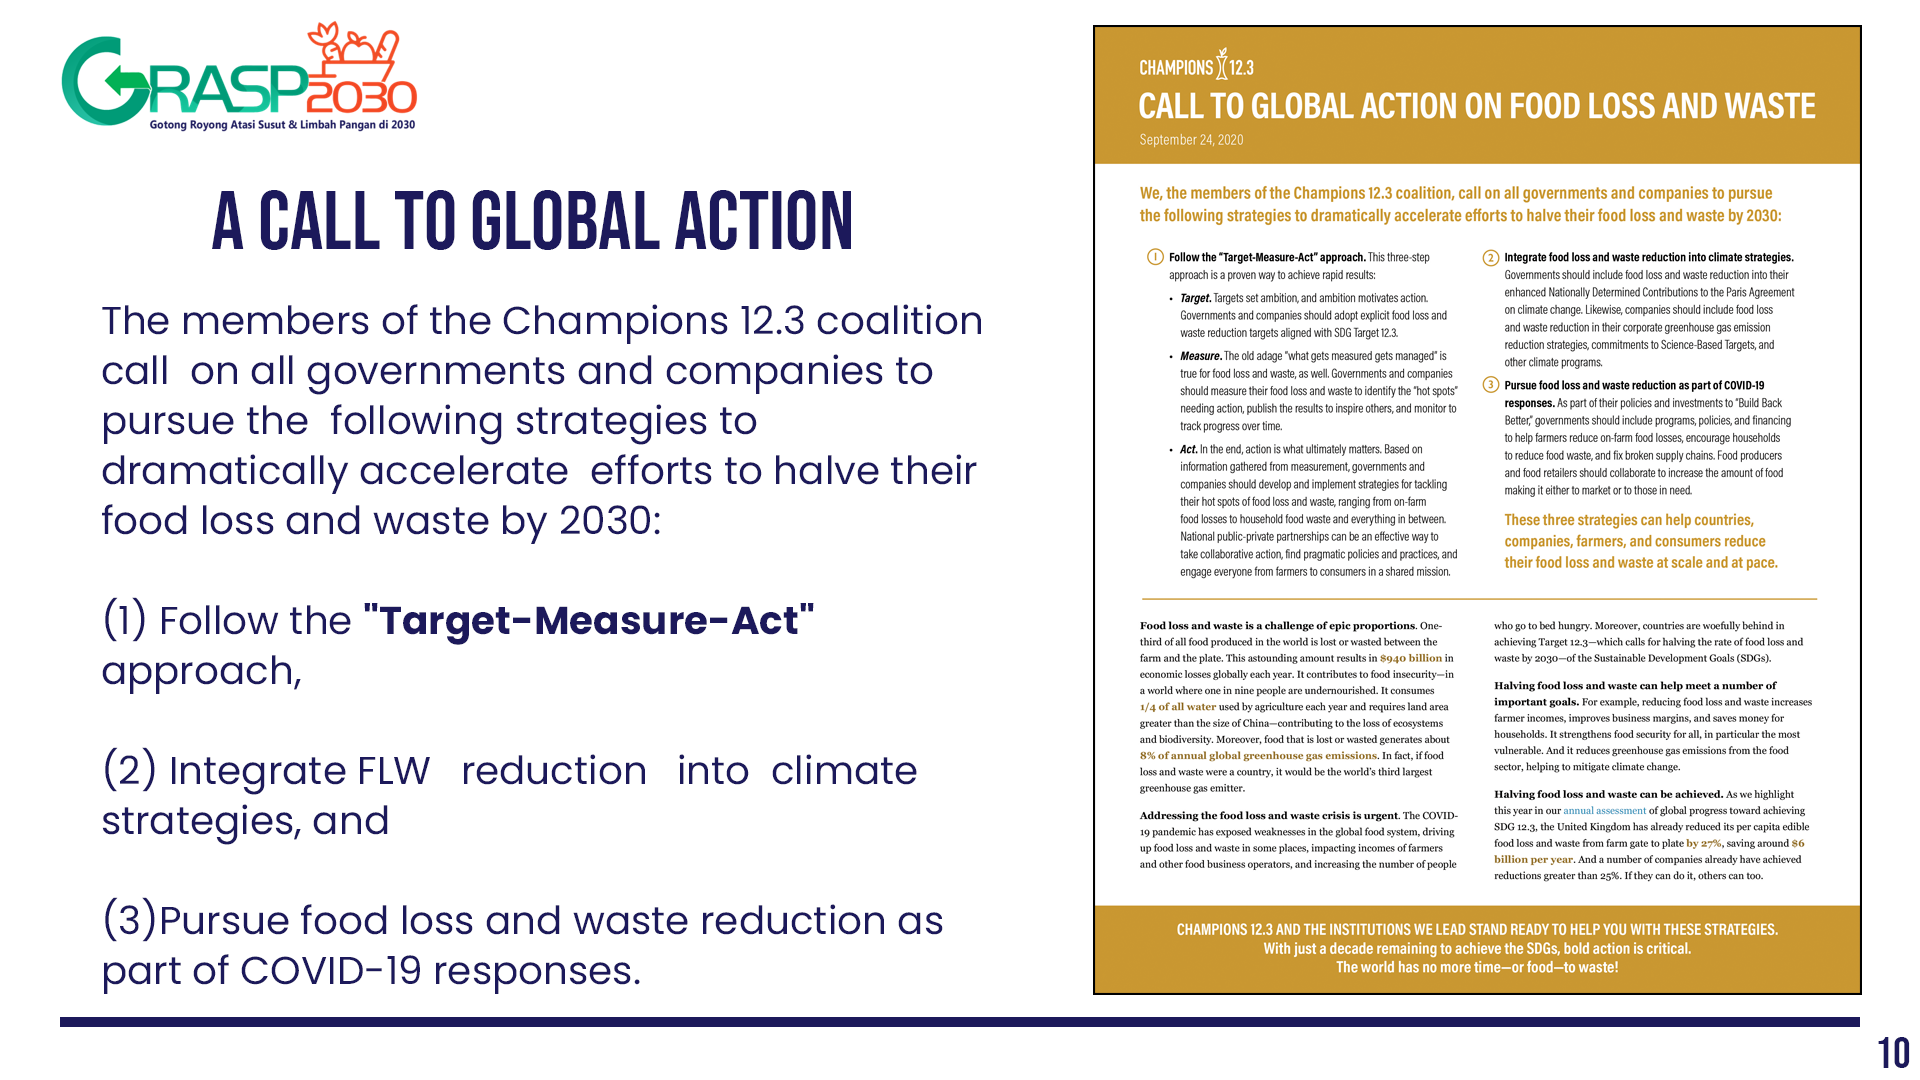 GRASP
2030
Gotong Royong Atasi Susut & Limbah Pangan di 2030
A CALL TO GLOBAL ACTION
The members of the Champions 12.3 coalition
call on all governments and companies to
pursue the following strategies to
dramatically accelerate efforts to halve their
food loss and waste by 2030:
(1) Follow the "Target-Measure-Act"
approach,
(2) Integrate FLW reduction into climate
strategies, and
(3)Pursue food loss and waste reduction as
part of COVID-19 responses.
CHAMPIONS 12.3
CALL TO GLOBAL ACTION ON FOOD LOSS AND WASTE
September 24, 2020
We, the members of the Champions 12.3 coalition, call on all governments and companies to pursue
the following strategies to dramatically accelerate efforts to halve their food loss and waste by 2030:
1 Follow the "Target-Measure-Act" approach. This three-step
approach is a proven way to achieve rapid results:
• Target. Targets set ambition, and ambition motivates action.
Governments and companies should adopt explicit food loss and
waste reduction targets aligned with SDG Target 12.3.
• Measure. The old adage "what gets measured gets managed" is
true for food loss and waste, as well. Governments and companies
should measure their food loss and waste to identify the "hot spots"
needing action, publish the results to inspire others, and monitor to
track progress over time.
• Act. In the end, action is what ultimately matters. Based on
information gathered from measurement, governments and
companies should develop and implement strategies for tackling
their hot spots of food loss and waste, ranging from on-farm
food losses to household food waste and everything in between.
National public-private partnerships can be an effective way to
take collaborative action, find pragmatic policies and practices, and
engage everyone from farmers to consumers in a shared mission.
2 Integrate food loss and waste reduction into climate strategies.
Governments should include food loss and waste reduction into their
enhanced Nationally Determined Contributions to the Paris Agreement
on climate change. Likewise, companies should include food loss
and waste reduction in their corporate greenhouse gas emission
reduction strategies, commitments to Science-Based Targets, and
other climate programs.
3 Pursue food loss and waste reduction as part of COVID-19
responses. As part of their policies and investments to "Build Back
Better," governments should include programs, policies, and financing
to help farmers reduce on-farm food losses, encourage households
to reduce food waste, and fix broken supply chains. Food producers
and food retailers should collaborate to increase the amount of food
making it either to market or to those in need.
These three strategies can help countries,
companies, farmers, and consumers reduce
their food loss and waste at scale and at pace.
Food loss and waste is a challenge of epic proportions. One-
third of all food produced in the world is lost or wasted between the
farm and the plate. This astounding amount results in $940 billion in
economic losses globally each year. It contributes to food insecurity—in
a world where one in nine people are undernourished. It consumes
1/4 of all water used by agriculture each year and requires land area
greater than the size of China—contributing to the loss of ecosystems
and biodiversity. Moreover, food that is lost or wasted generates about
8% of annual global greenhouse gas emissions. In fact, if food
loss and waste were a country, it would be the world's third largest
greenhouse gas emitter.
Addressing the food loss and waste crisis is urgent. The COVID-
19 pandemic has exposed weaknesses in the global food system, driving
up food loss and waste in some places, impacting incomes of farmers
and other food business operators, and increasing the number of people
who go to bed hungry. Moreover, countries are woefully behind in
achieving Target 12.3—which calls for halving the rate of food loss and
waste by 2030—of the Sustainable Development Goals (SDGs).
Halving food loss and waste can help meet a number of
important goals. For example, reducing food loss and waste increases
farmer incomes, improves business margins, and saves money for
households. It strengthens food security for all, in particular the most
vulnerable. And it reduces greenhouse gas emissions from the food
sector, helping to mitigate climate change.
Halving food loss and waste can be achieved. As we highlight
this year in our annual assessment of global progress toward achieving
SDG 12.3, the United Kingdom has already reduced its per capita edible
food loss and waste from farm gate to plate by 27%, saving around $6
billion per year. And a number of companies already have achieved
reductions greater than 25%. If they can do it, others can too.
CHAMPIONS 12.3 AND THE INSTITUTIONS WE LEAD STAND READY TO HELP YOU WITH THESE STRATEGIES.
With just a decade remaining to achieve the SDGs, bold action is critical.
The world has no more time—or food—to waste!
10